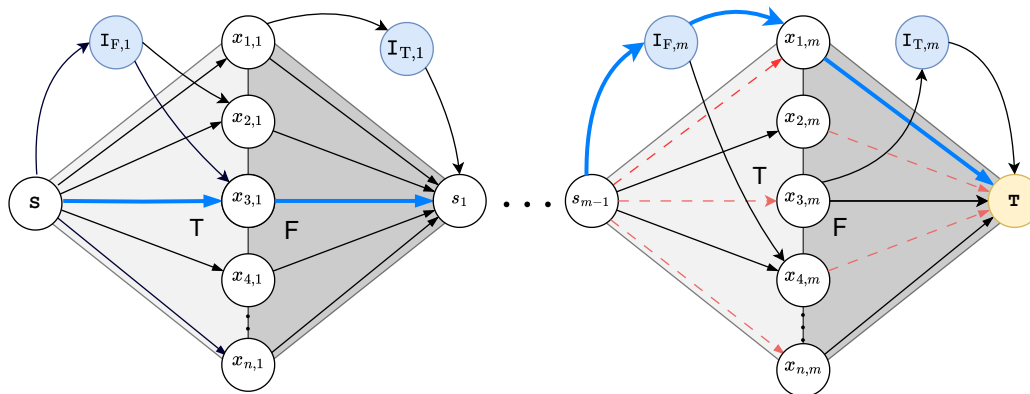 I_{F,1}
x_{1,1}
I_{T,1}
x_{2,1}
S
x_{3,1}
s_1
T
F
x_{4,1}
x_{n,1}
...
I_{F,m}
x_{1,m}
I_{T,m}
x_{2,m}
s_{m-1}
T
x_{3,m}
T
F
x_{4,m}
x_{n,m}